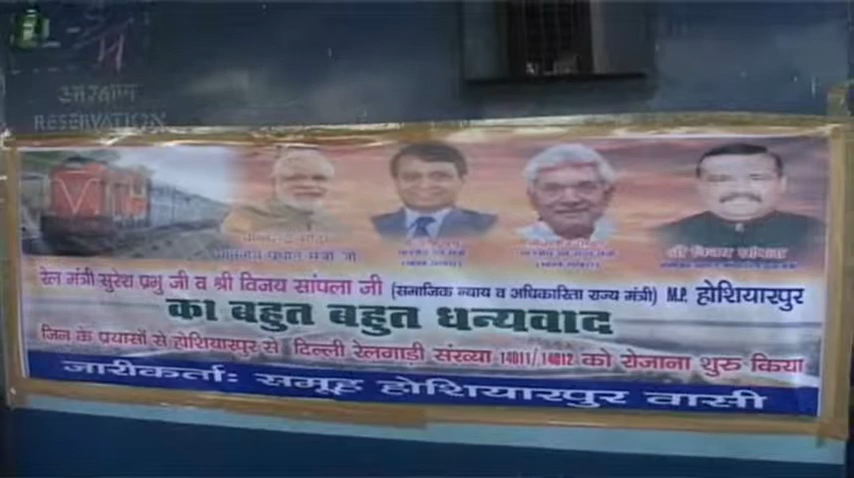 आरक्षण
RESERVATION
श्री विजय सांपला
रेल मंत्री सुरेश प्रभु जी व श्री विजय सांपला जी (समाजिक न्याय व अधिकारिता राज्य मंत्री) M.P. होशियारपुर
का बहुत बहुत धन्यवाद
जिन के प्रयासों से होशियारपुर से दिल्ली रेलगाड़ी संख्या 14011/14012 को रोजाना शुरु किया
जारीकर्ता: समूह होशियारपुर वासी